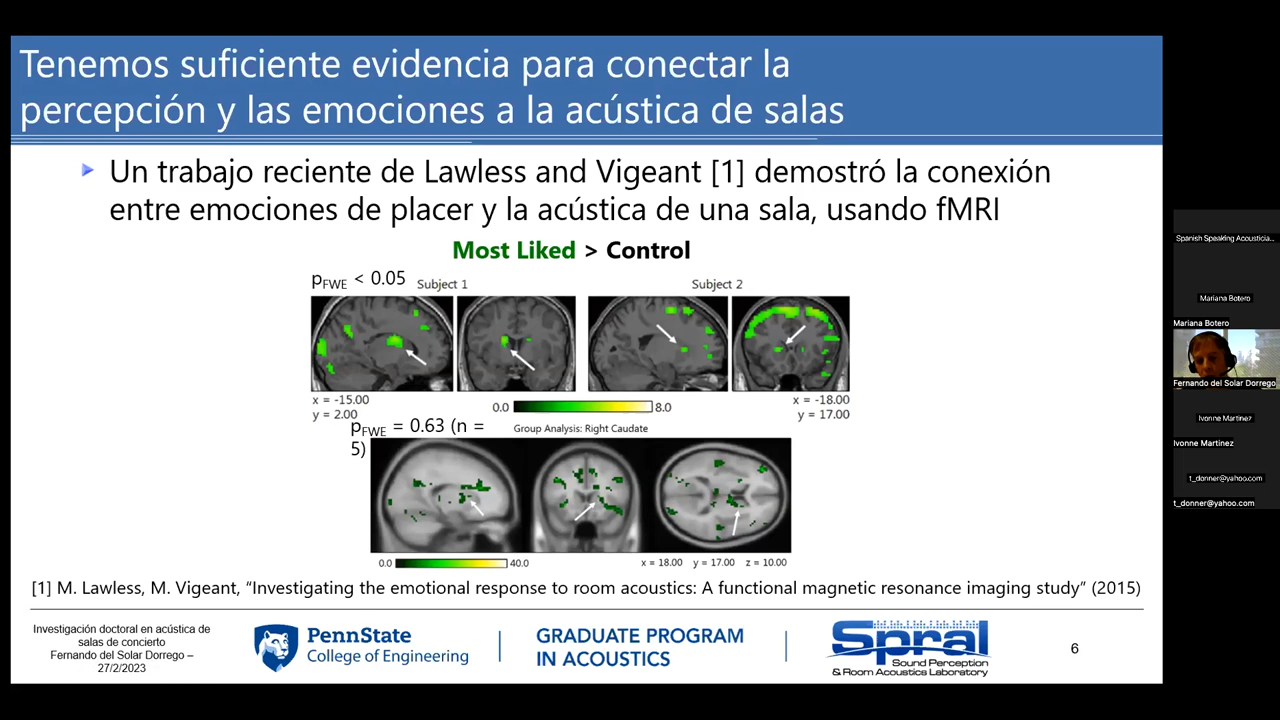 Tenemos suficiente evidencia para conectar la
percepción y las emociones a la acústica de salas
Un trabajo reciente de Lawless and Vigeant [1] demostró la conexión
entre emociones de placer y la acústica de una sala, usando fMRI
Most Liked > Control
pFWE < 0.05
Subject 1
Subject 2
x = -15.00
y = 2.00
0.0
8.0
x = -18.00
y = 17.00
pFWE = 0.63 (n =
5)
Group Analysis: Right Caudate
0.0
40.0
x = 18.00 y = 17.00 z = 10.00
[1] M. Lawless, M. Vigeant, “Investigating the emotional response to room acoustics: A functional magnetic resonance imaging study” (2015)
Investigación doctoral en acústica de
salas de concierto
Fernando del Solar Dorrego –
27/2/2023
PennState
College of Engineering
GRADUATE PROGRAM
IN ACOUSTICS
Spral
Sound Perception
& Room Acoustics Laboratory
6
Spanish Speaking Acousticia...
Mariana Botero
Mariana Botero
Fernando del Solar Dorrego
Ivonne Martinez
Ivonne Martinez
t_donner@yahoo.com
t_donner@yahoo.com